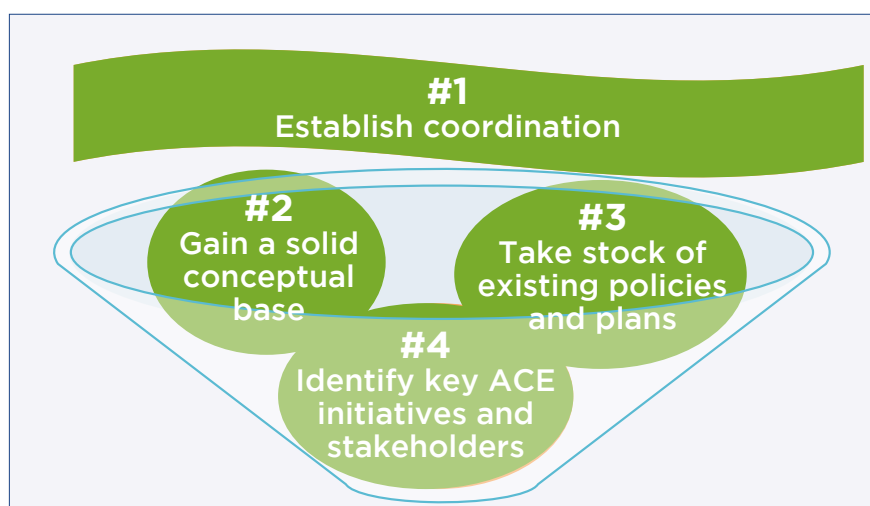 #1
Establish coordination
#2
Gain a solid
conceptual
base
#3
Take stock of
existing policies
and plans
#4
Identify key ACE
initiatives and
stakeholders